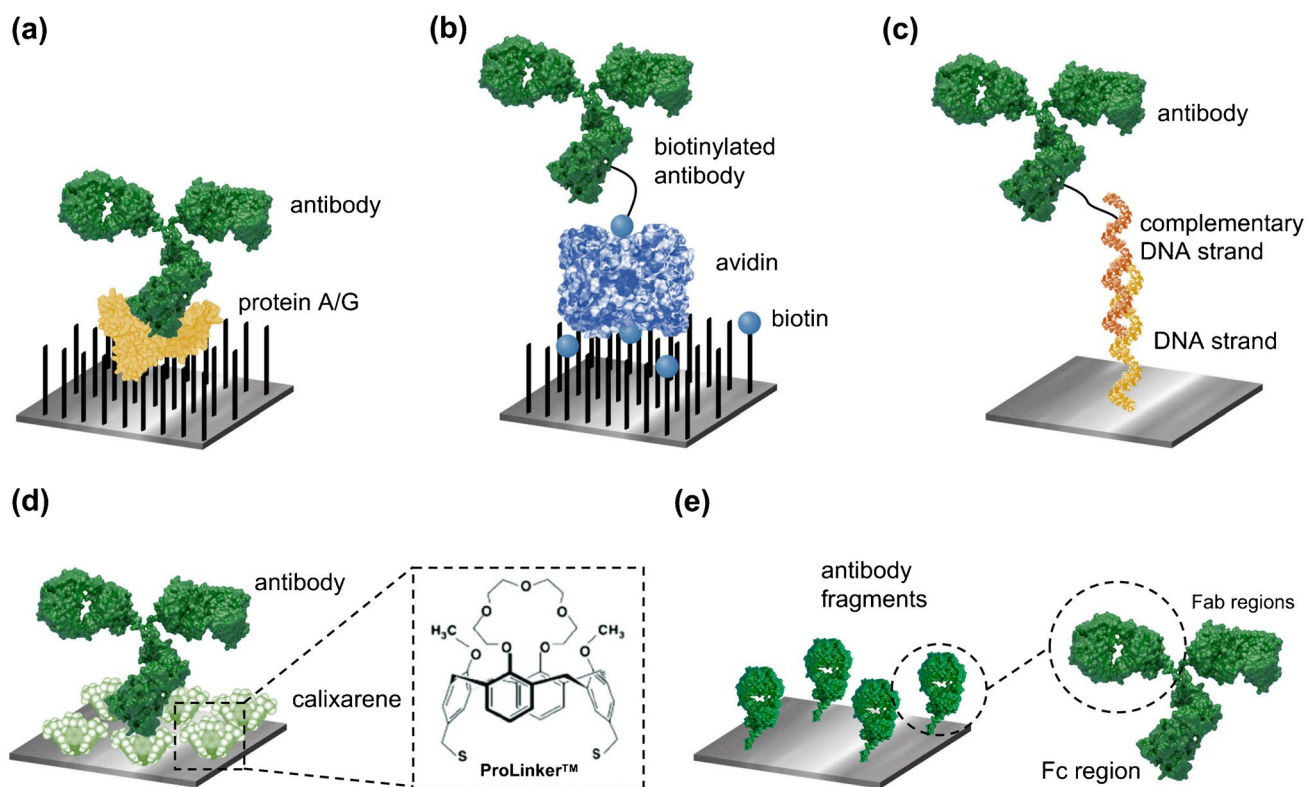 (a)
antibody
protein A/G
(b)
biotinylated
antibody
avidin
biotin
(c)
antibody
complementary
DNA strand
DNA strand
(d)
antibody
calixarene
O
O
O
O
O
O
H₃C
CH₃
O
S
S
ProLinker™
(e)
antibody
fragments
Fab regions
Fc region